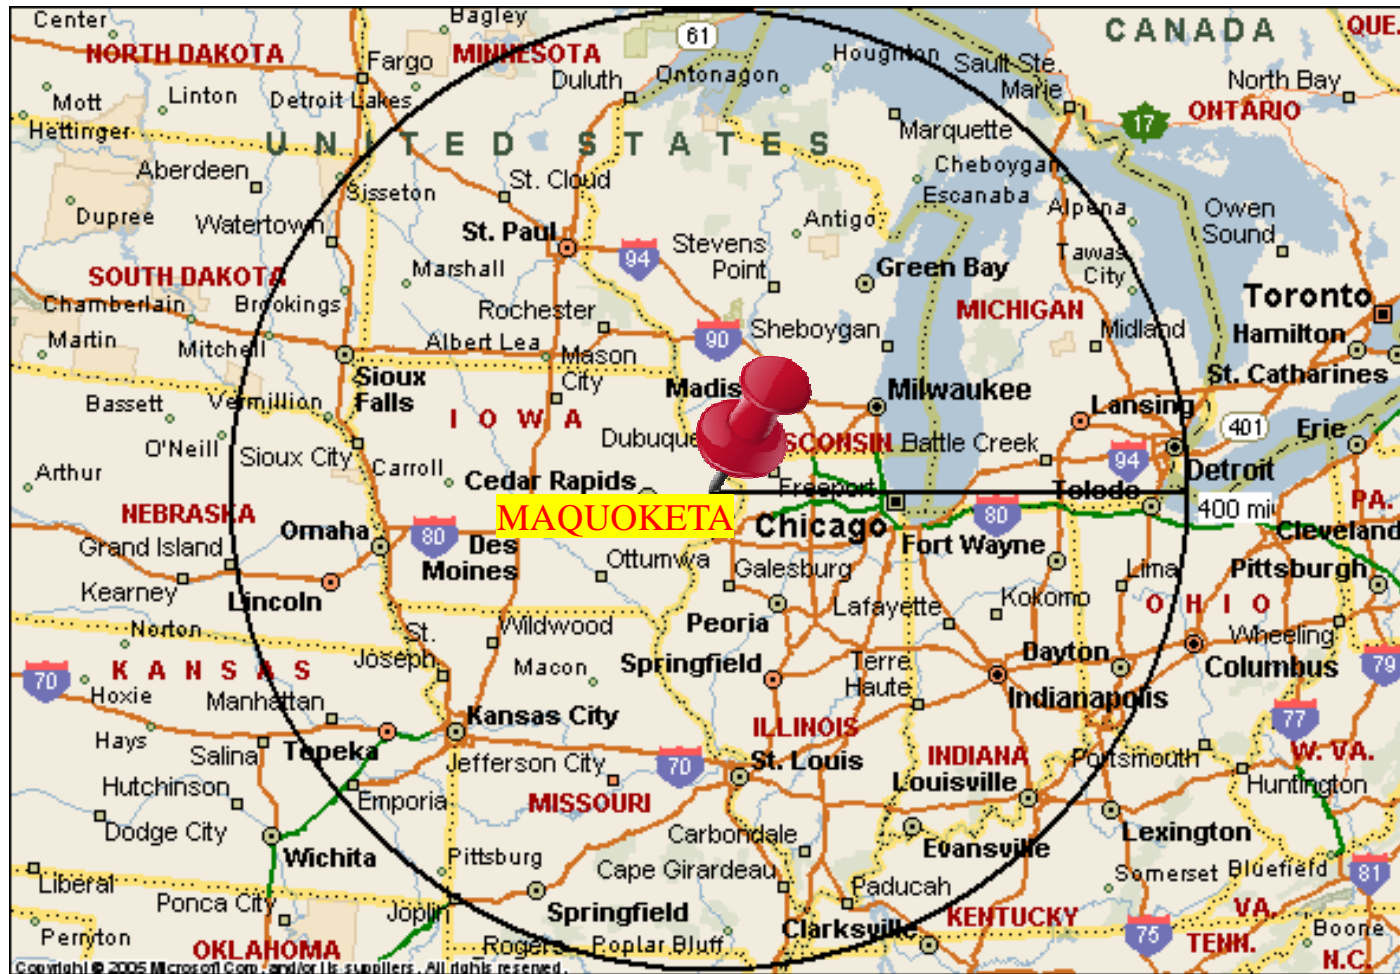 Center
Bagley
CANADA
QUE.
NORTH DAKOTA
MINNESOTA
61
Houghton
Sault Ste.
Marie
Fargo
Duluth
Ontonagon
North Bay
Mott
Linton
Detroit Lakes
ONTARIO
17
Hettinger
Marquette
UNITED STATES
Aberdeen
Sisseton
St. Cloud
Cheboygan
Escanaba
Dupree
Watertown
St. Paul
Antigo
Alpena
Owen
Sound
94
Stevens
Point
Green Bay
Tawas
City
SOUTH DAKOTA
Marshall
Chamberlain
Brookings
Rochester
MICHIGAN
Toronto
Martin
Mitchell
Albert Lea
Mason
City
90
Sheboygan
Midland
Hamilton
St. Catharines
Bassett
Vermillion
Sioux
Falls
Madis
Milwaukee
Lansing
O'Neill
IOWA
401
Erie
Sioux City
Dubuque
SCONSIN
Battle Creek
94
Arthur
Carroll
Cedar Rapids
Freeport
Toledo
Detroit
400 mi
PA.
NEBRASKA
MAQUOKETA
Chicago
80
Cleveland
Omaha
80
Des
Moines
Grand Island
Ottumwa
Galesburg
Fort Wayne
Lima
Pittsburgh
Kearney
Lincoln
Peoria
Lafayette
Kokomo
OHIO
Norton
St.
Joseph
Wildwood
Wheeling
KANSAS
Macon
Springfield
Terre
Haute
Dayton
Columbus
79
70
Hoxie
Manhattan
Indianapolis
Kansas City
ILLINOIS
77
Hays
Salina
Topeka
Jefferson City
70
St. Louis
INDIANA
Portsmouth
W. VA.
Hutchinson
Emporia
MISSOURI
Louisville
Huntington
Dodge City
Carbondale
Evansville
Lexington
Wichita
Pittsburg
Cape Girardeau
Somerset
Bluefield
81
Liberal
Ponca City
Joplin
Springfield
Paducah
KENTUCKY
VA.
Perryton
OKLAHOMA
Rogers
Poplar Bluff
Clarksville
75
TENN.
Boone
N.C.
Copyright © 2005 Microsoft Corp. and/or its suppliers. All rights reserved.